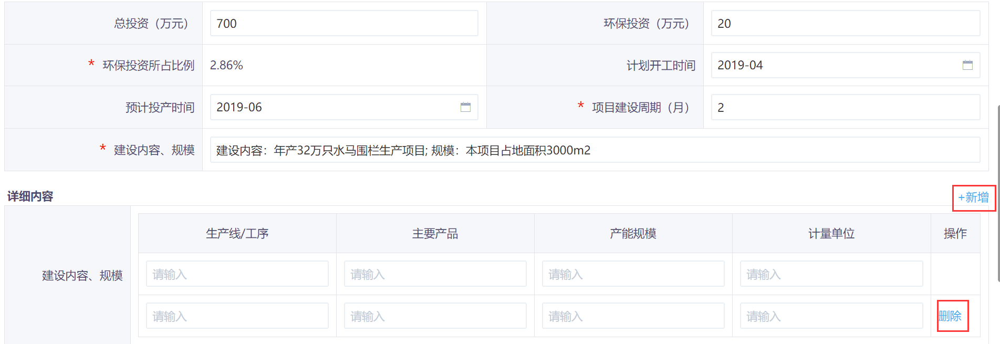 总投资（万元） 700 环保投资（万元） 20
* 环保投资所占比例 2.86% 计划开工时间 2019-04
预计投产时间 2019-06 * 项目建设周期（月） 2
* 建设内容、规模 建设内容：年产32万只水马围栏生产项目; 规模：本项目占地面积3000m2
详细内容 +新增
生产线/工序 主要产品 产能规模 计量单位 操作
建设内容、规模
请输入 请输入 请输入 请输入
请输入 请输入 请输入 请输入 删除